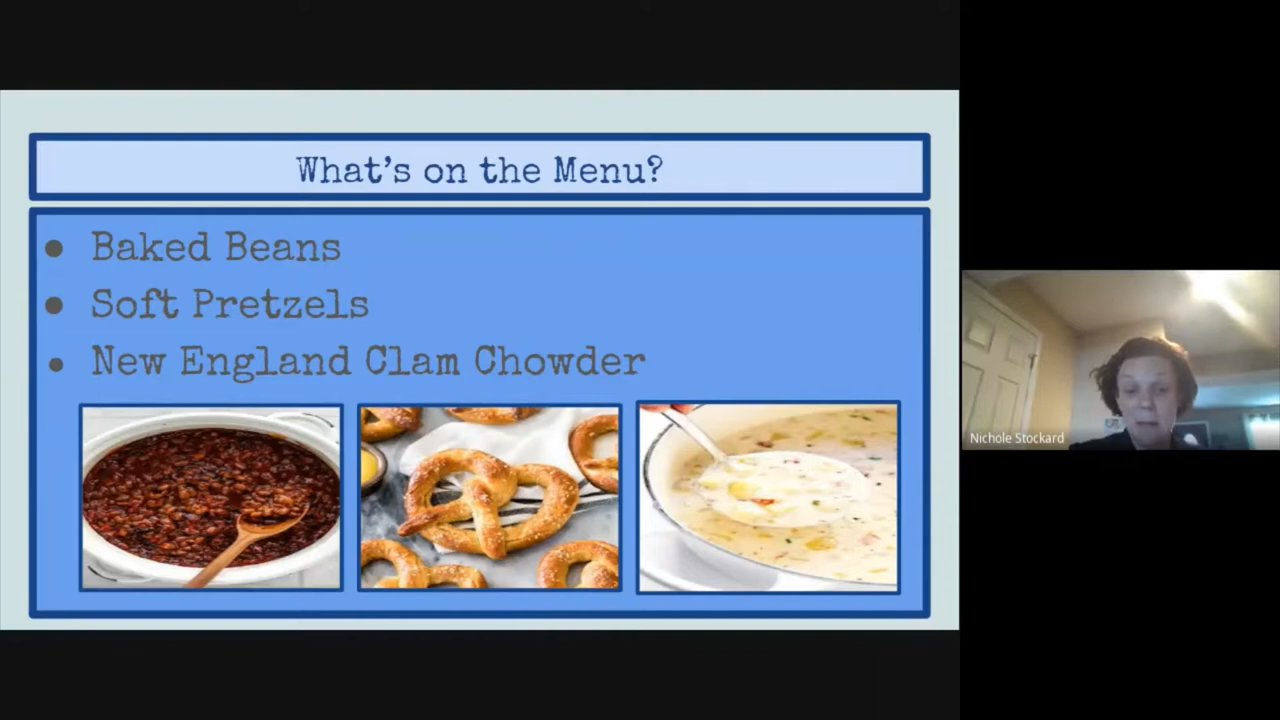 What's on the Menu?
● Baked Beans
● Soft Pretzels
● New England Clam Chowder
Nichole Stockard